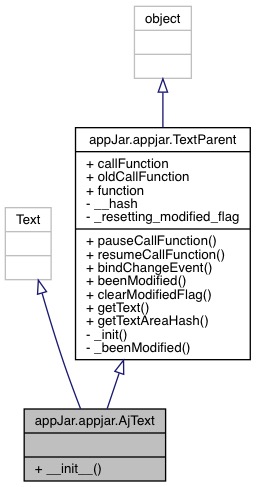 object
appJar.appjar.TextParent
+ callFunction
+ oldCallFunction
+ function
- __hash
- _resetting_modified_flag
+ pauseCallFunction()
+ resumeCallFunction()
+ bindChangeEvent()
+ beenModified()
+ clearModifiedFlag()
+ getText()
+ getTextAreaHash()
- _init()
- _beenModified()
Text
appJar.appjar.AjText
+ __init__()